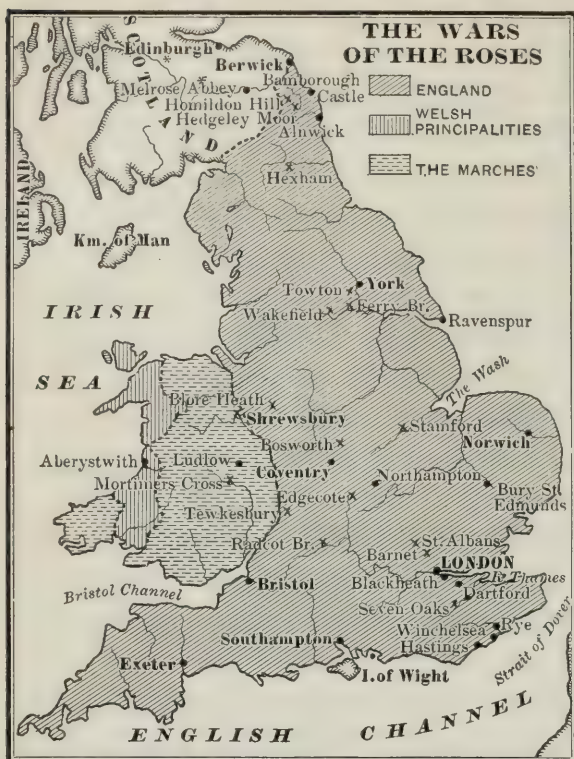 THE WARS
OF THE ROSES
ENGLAND
WELSH
PRINCIPALITIES
THE MARCHES
SCOTLAND
Edinburgh
Berwick
Melrose Abbey
Bamborough
Castle
Homildon Hill
Hedgeley Moor
Alnwick
Hexham
IRELAND
Km. of Man
IRISH
SEA
York
Towton
Ferry Br.
Wakefield
Ravenspur
The Wash
Blore Heath
Shrewsbury
Stamford
Norwich
Bosworth
Aberystwith
Ludlow
Coventry
Mortimers Cross
Northampton
Bury St.
Edmunds
Edgecote
Tewkesbury
Radcot Br.
St. Albans
Barnet
LONDON
Bristol Channel
Bristol
Blackheath
R. Thames
Dartford
Seven Oaks
Winchelsea
Rye
Hastings
Strait of Dover
Southampton
Exeter
I. of Wight
ENGLISH CHANNEL